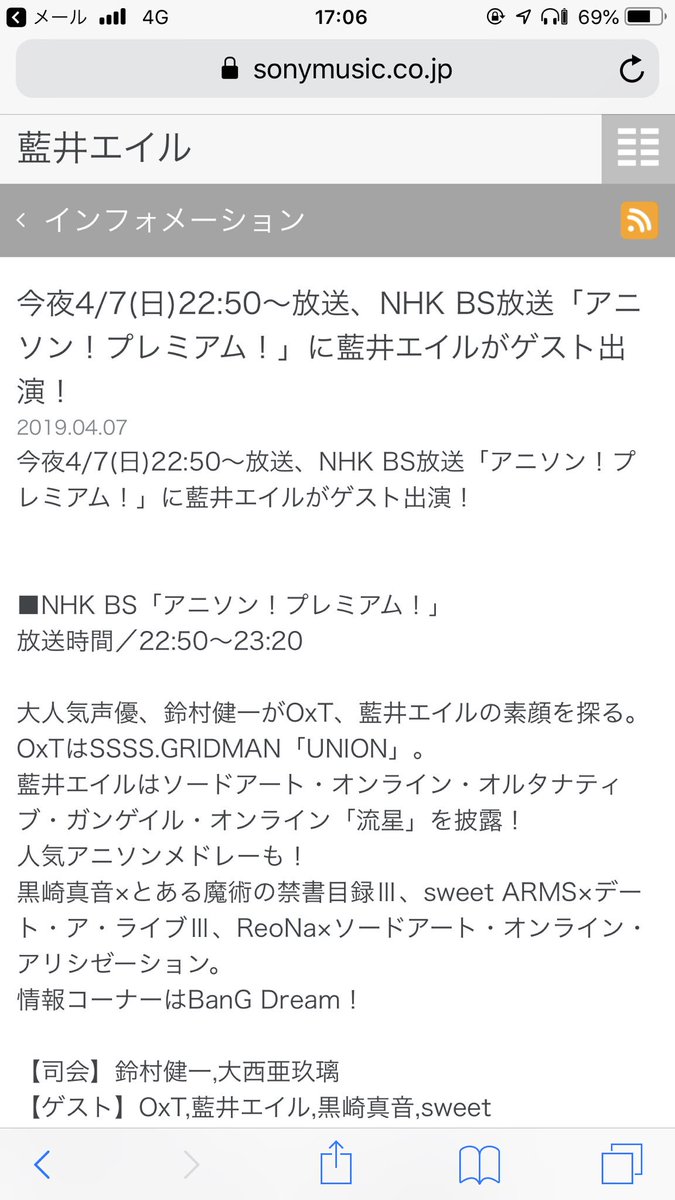 メール 4G 17:06 69%
sonymusic.co.jp
藍井エイル
インフォメーション
今夜4/7(日)22:50〜放送、NHK BS放送「アニ
ソン！プレミアム！」に藍井エイルがゲスト出
演！
2019.04.07
今夜4/7(日)22:50〜放送、NHK BS放送「アニソン！プ
レミアム！」に藍井エイルがゲスト出演！
■NHK BS「アニソン！プレミアム！」
放送時間／22:50〜23:20
大人気声優、鈴村健一がOxT、藍井エイルの素顔を探る。
OxTはSSSS.GRIDMAN「UNION」。
藍井エイルはソードアート・オンライン・オルタナティ
ブ・ガンゲイル・オンライン「流星」を披露！
人気アニソンメドレーも！
黒崎真音×とある魔術の禁書目録Ⅲ、sweet ARMS×デー
ト・ア・ライブⅢ、ReoNa×ソードアート・オンライン・
アリシゼーション。
情報コーナーはBanG Dream！
【司会】鈴村健一,大西亜玖璃
【ゲスト】OxT,藍井エイル,黒崎真音,sweet